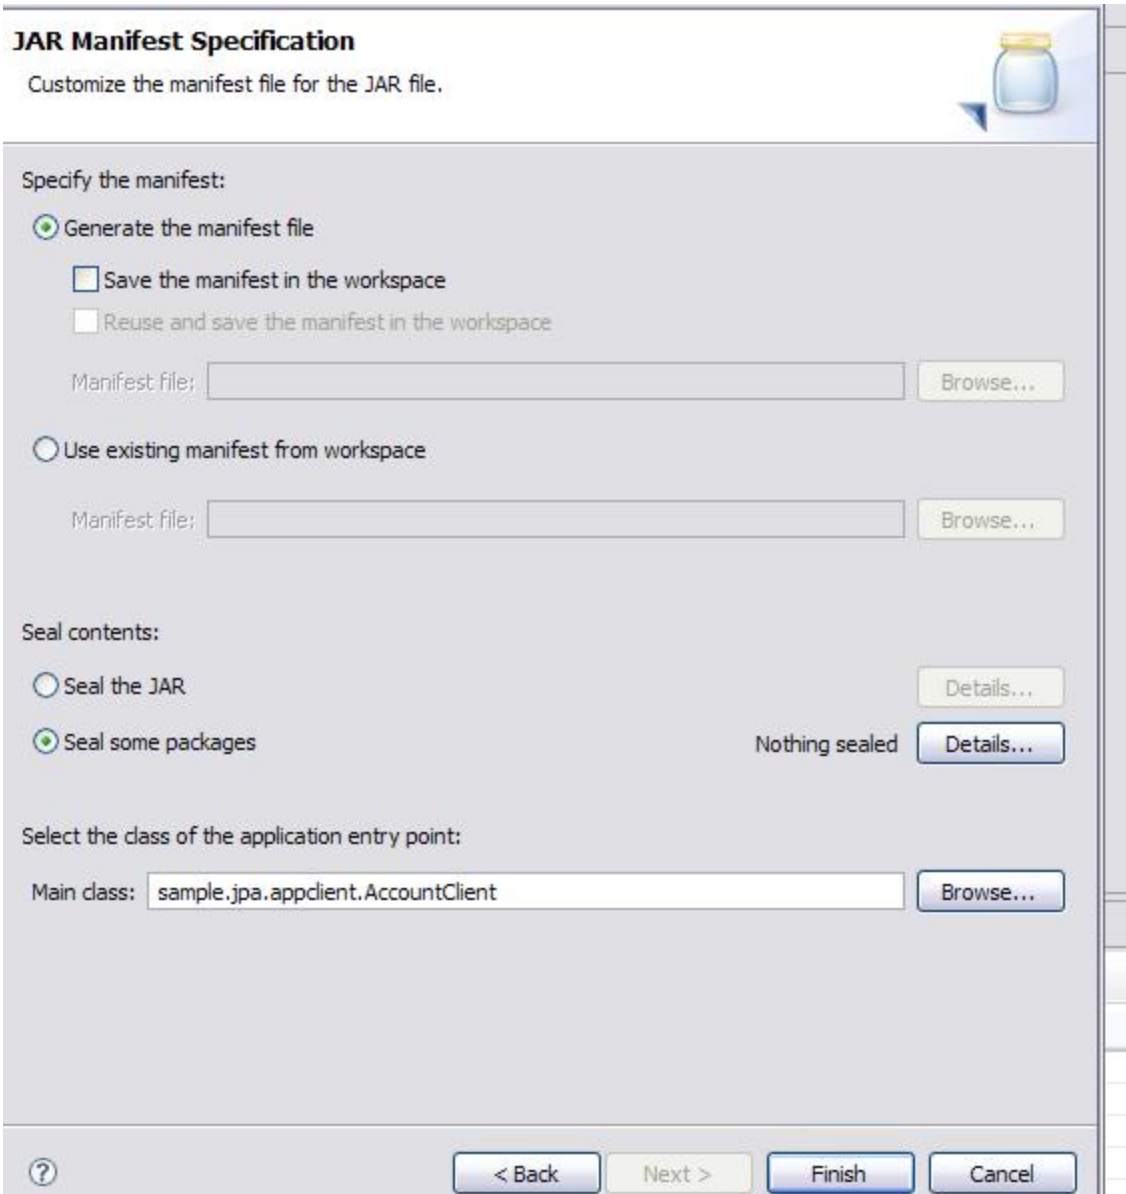 JAR Manifest Specification
Customize the manifest file for the JAR file.
Specify the manifest:
Generate the manifest file
Save the manifest in the workspace
Reuse and save the manifest in the workspace
Manifest file: Browse...
Use existing manifest from workspace
Manifest file: Browse...
Seal contents:
Seal the JAR Details...
Seal some packages Nothing sealed Details...
Select the class of the application entry point:
Main class: sample.jpa.appclient.AccountClient Browse...
? < Back Next > Finish Cancel